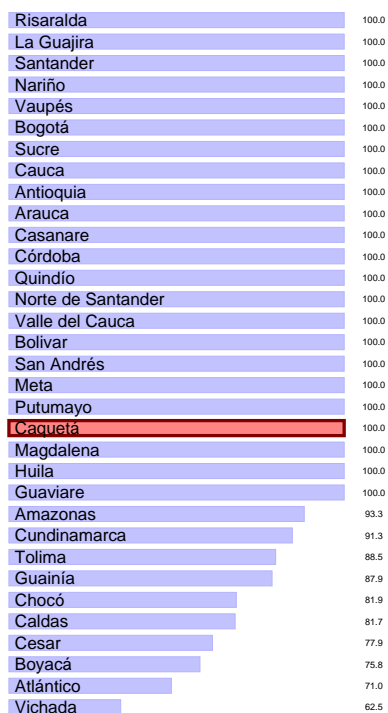 Risaralda 100.0
La Guajira 100.0
Santander 100.0
Nariño 100.0
Vaupés 100.0
Bogotá 100.0
Sucre 100.0
Cauca 100.0
Antioquia 100.0
Arauca 100.0
Casanare 100.0
Córdoba 100.0
Quindío 100.0
Norte de Santander 100.0
Valle del Cauca 100.0
Bolivar 100.0
San Andrés 100.0
Meta 100.0
Putumayo 100.0
Caquetá 100.0
Magdalena 100.0
Huila 100.0
Guaviare 100.0
Amazonas 93.3
Cundinamarca 91.3
Tolima 88.5
Guainía 87.9
Chocó 81.9
Caldas 81.7
Cesar 77.9
Boyacá 75.8
Atlántico 71.0
Vichada 62.5